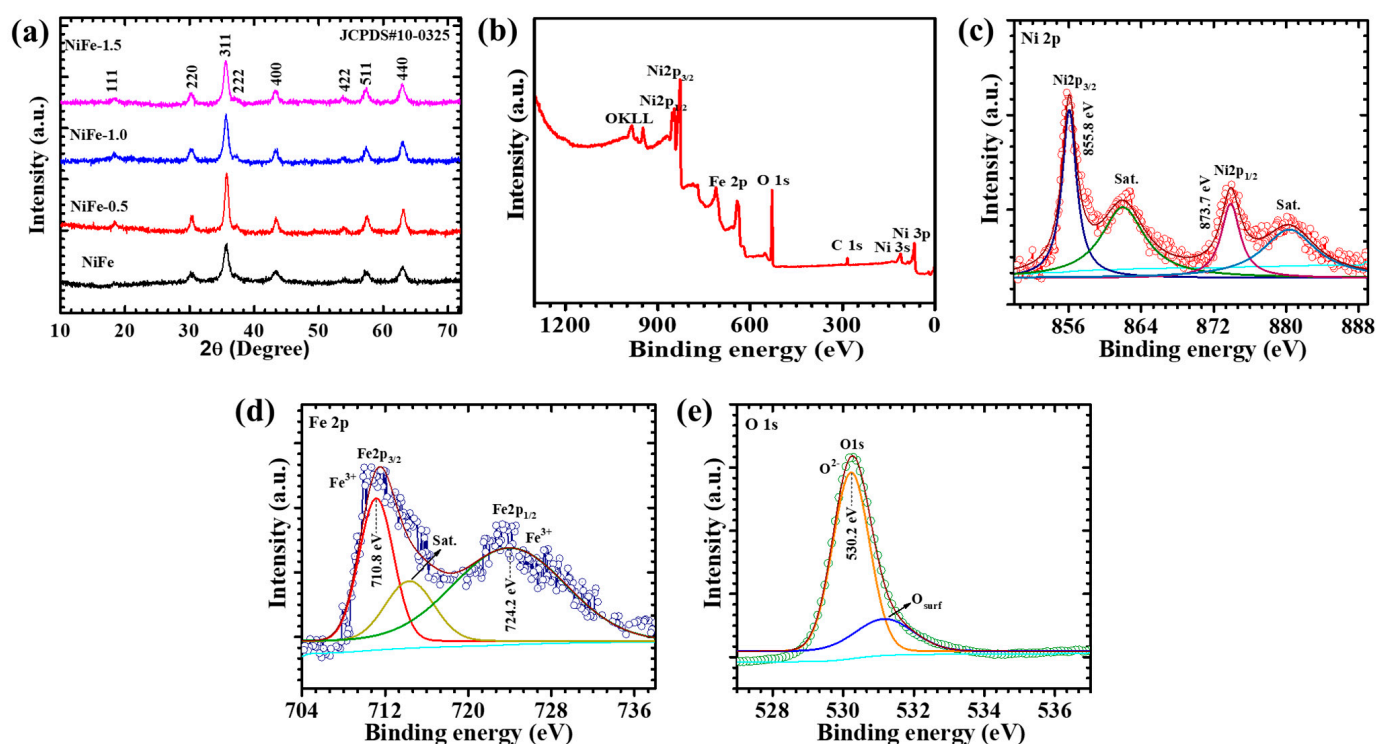 (a)
JCPDS#10-0325
NiFe-1.5
111
220
311
222
400
422
511
440
NiFe-1.0
NiFe-0.5
NiFe
Intensity (a.u.)
10 20 30 40 50 60 70
2θ (Degree)
(b)
Ni2p3/2
Ni2p1/2
OKLL
Fe 2p
O 1s
C 1s
Ni 3s
Ni 3p
Intensity (a.u.)
1200 900 600 300 0
Binding energy (eV)
(c)
Ni 2p
Ni2p3/2
855.8 eV
Sat.
Ni2p1/2
873.7 eV
Sat.
Intensity (a.u.)
856 864 872 880 888
Binding energy (eV)
(d)
Fe 2p
Fe2p3/2
Fe3+
710.8 eV
Sat.
Fe2p1/2
Fe3+
724.2 eV
Intensity (a.u.)
704 712 720 728 736
Binding energy (eV)
(e)
O 1s
O1s
O2-
530.2 eV
Osurf
Intensity (a.u.)
528 530 532 534 536
Binding energy (eV)